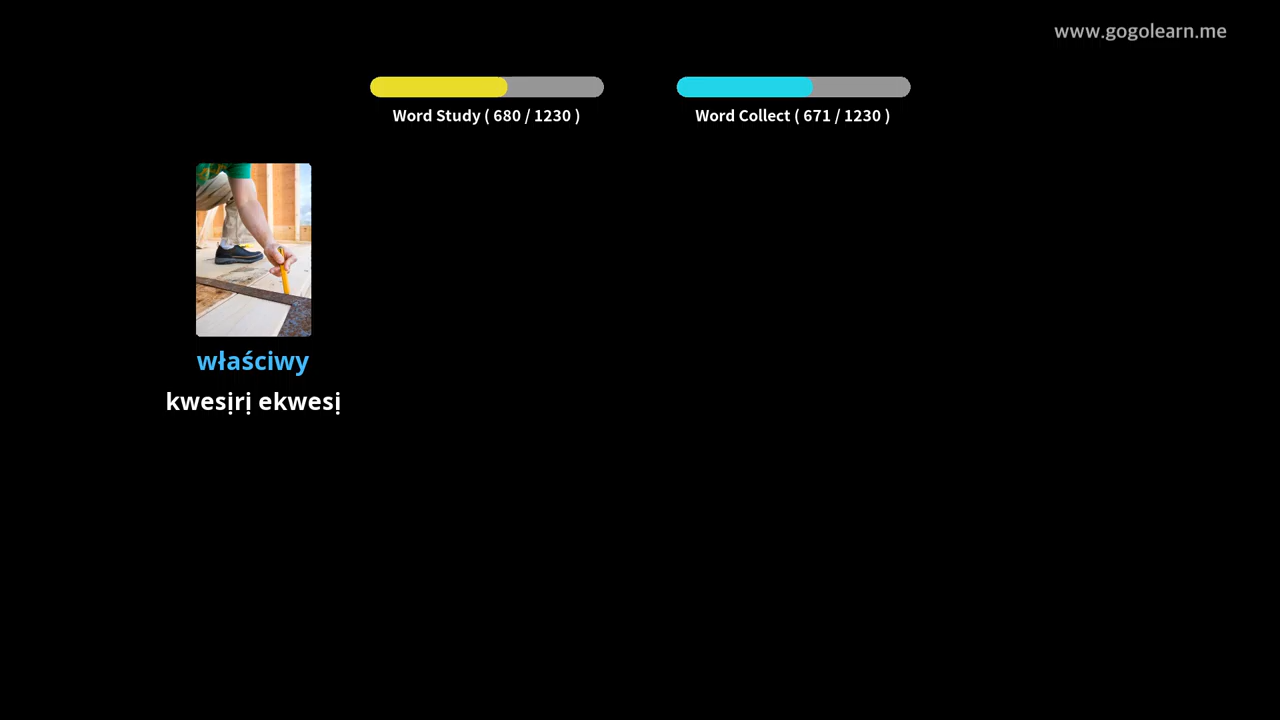 www.gogolearn.me
Word Study ( 680 / 1230 )
Word Collect ( 671 / 1230 )
właściwy
kwesịrị ekwesị